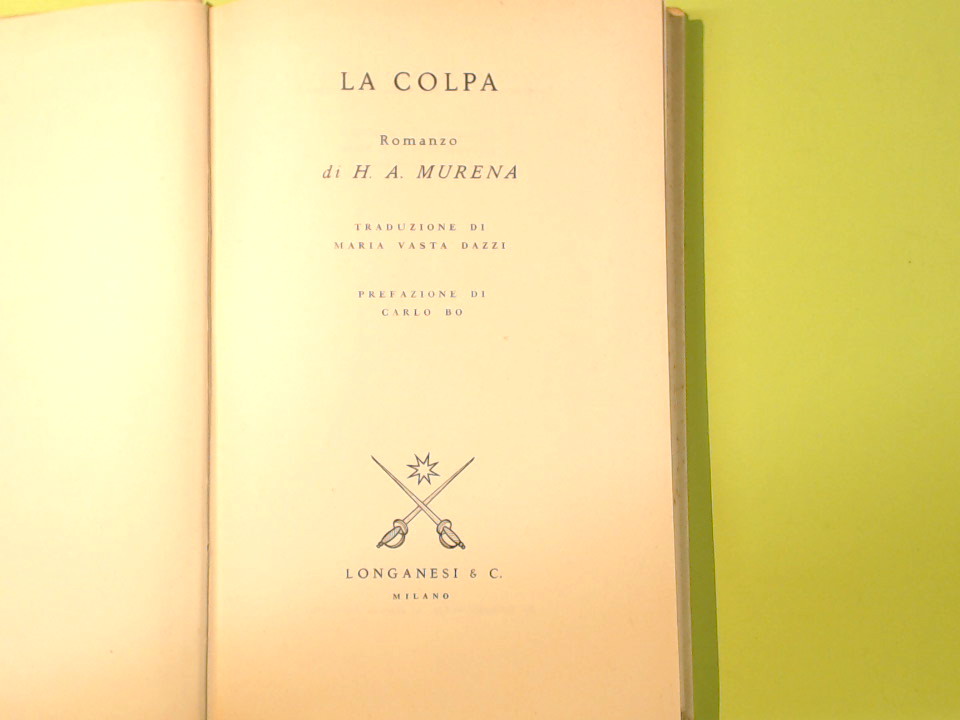 LA COLPA
Romanzo
di H. A. MURENA
TRADUZIONE DI
MARIA VASTA DAZZI
PREFAZIONE DI
CARLO BO
LONGANESI & C.
MILANO